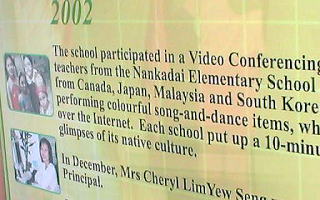 2002
The school participated in a Video Conferencing
teachers from the Nankadai Elementary School
from Canada, Japan, Malaysia and South Kore
performing colourful song-and-dance items, wh
over the Internet. Each school put up a 10-minu
glimpses of its native culture.
In December, Mrs Cheryl LimYew Seng
Principal.